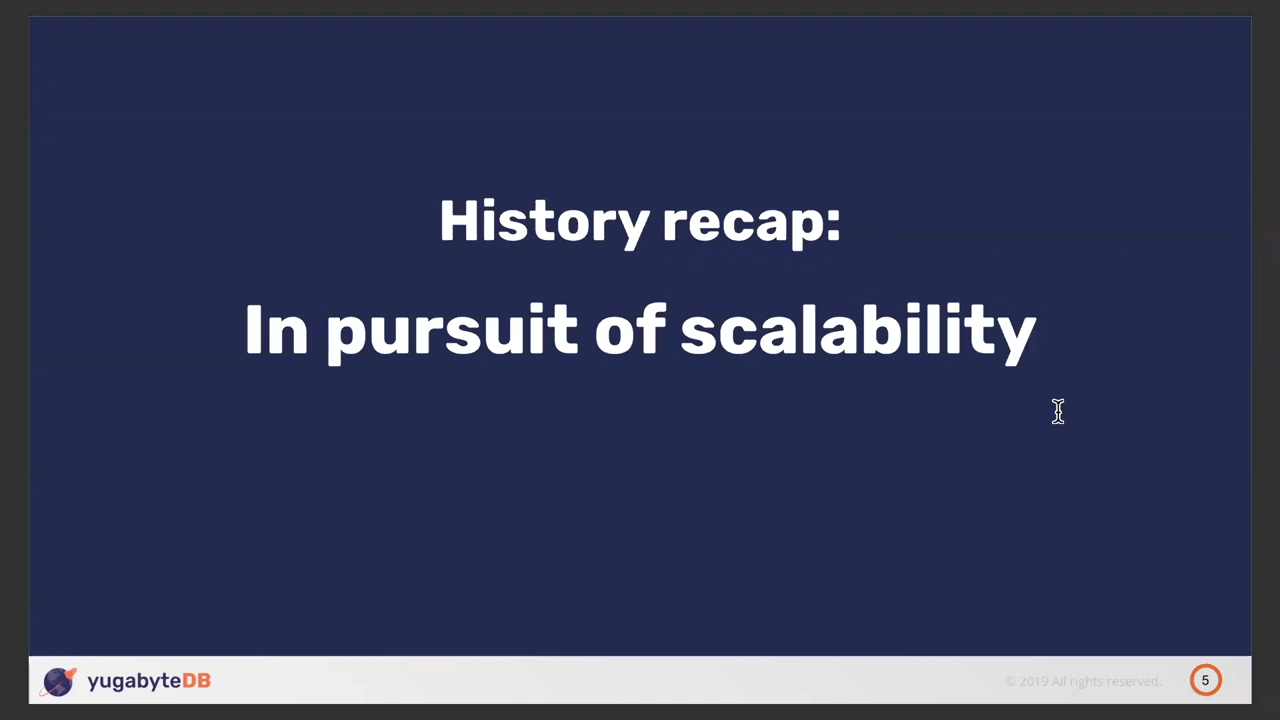 History recap:
In pursuit of scalability
yugabyteDB
© 2019 All rights reserved.
5